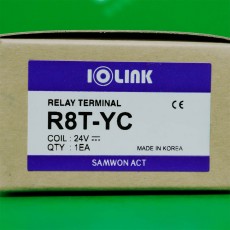 IOLINK
RELAY TERMINAL
CE
R8T-YC
COIL : 24V ⎓
QTY : 1EA
MADE IN KOREA
SAMWON ACT